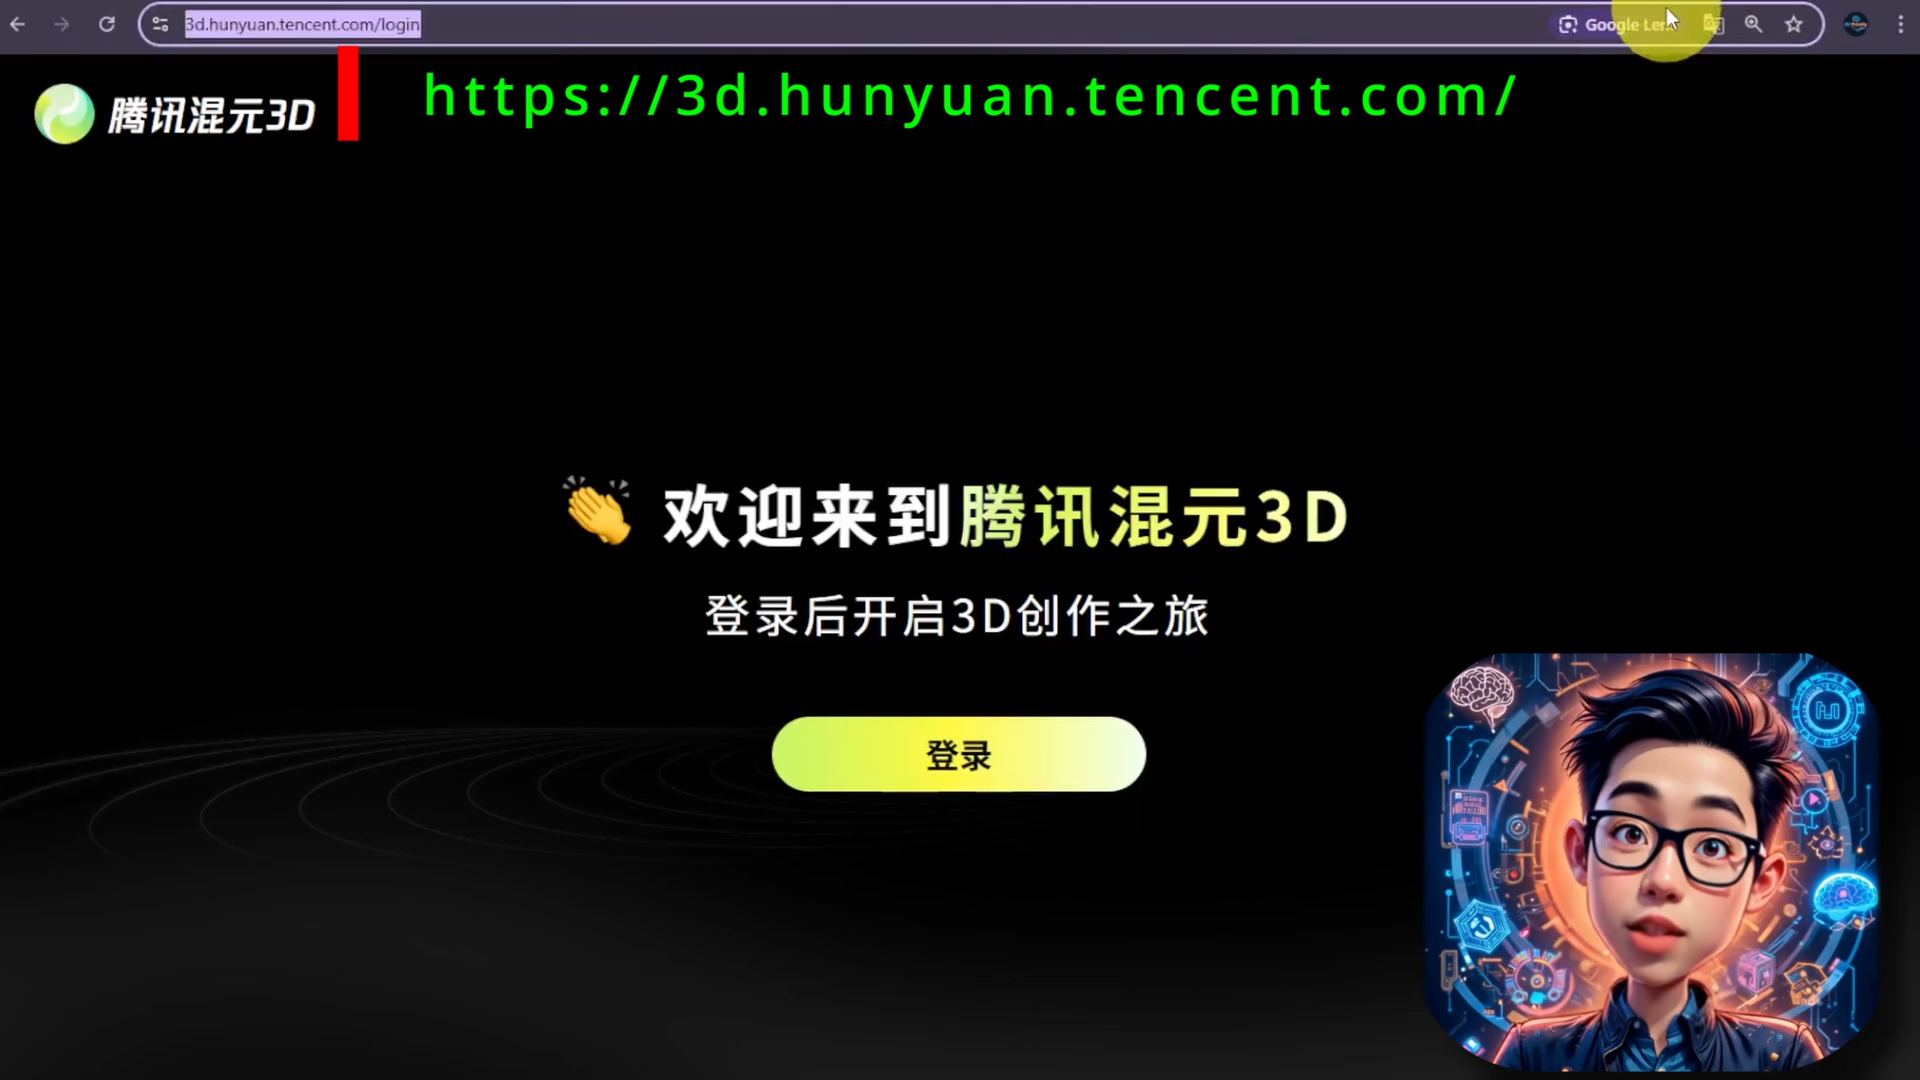 3d.hunyuan.tencent.com/login
Google Lens
腾讯混元3D
https://3d.hunyuan.tencent.com/
欢迎来到腾讯混元3D
登录后开启3D创作之旅
登录